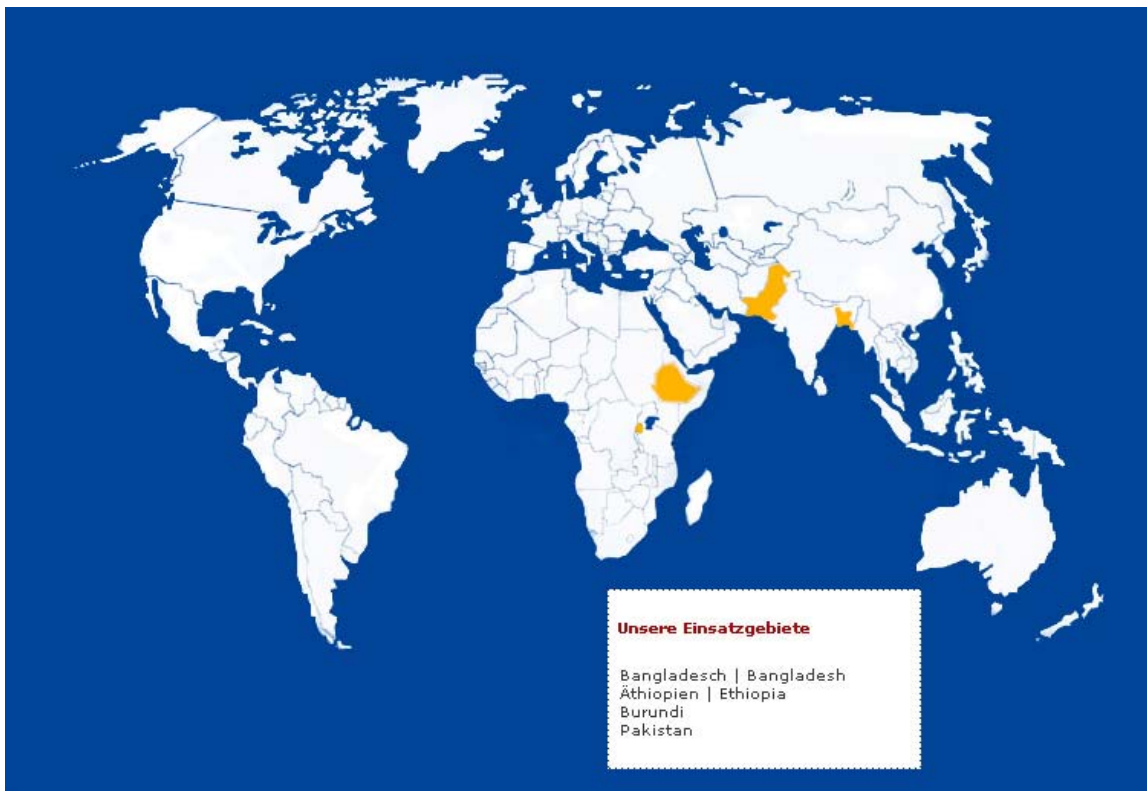 Unsere Einsatzgebiete
Bangladesch | Bangladesh
Äthiopien | Ethiopia
Burundi
Pakistan